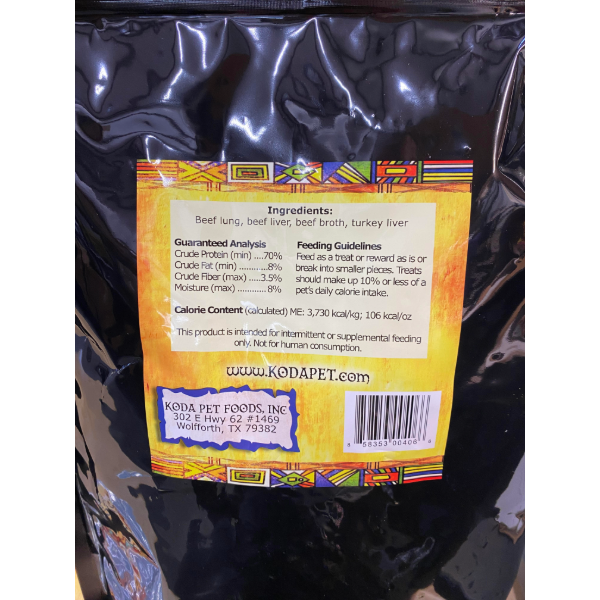 Ingredients:
Beef lung, beef liver, beef broth, turkey liver
Guaranteed Analysis
Crude Protein (min) ....70%
Crude Fat (min) ..........8%
Crude Fiber (max) .....3.5%
Moisture (max) ...........8%
Feeding Guidelines
Feed as a treat or reward as is or
break into smaller pieces. Treats
should make up 10% or less of a
pet's daily calorie intake.
Calorie Content (calculated) ME: 3,730 kcal/kg; 106 kcal/oz
This product is intended for intermittent or supplemental feeding
only. Not for human consumption.
www.KODAPET.com
KODA PET FOODS, INC
302 E Hwy 62 #1469
Wolfforth, TX 79382
8 58353 00406 6